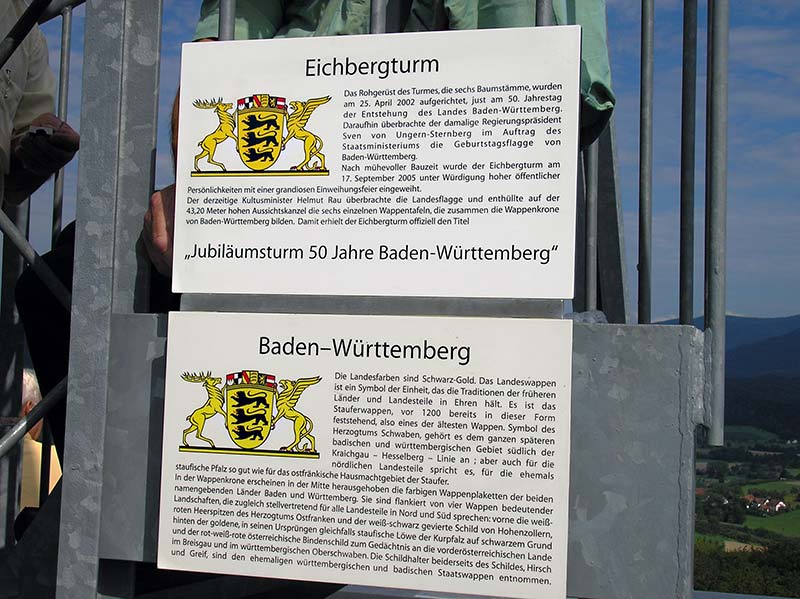 Eichbergturm
Das Rohgerüst des Turmes, die sechs Baumstämme, wurden
am 25. April 2002 aufgerichtet, just am 50. Jahrestag
der Entstehung des Landes Baden-Württemberg.
Daraufhin überbrachte der damalige Regierungspräsident
Sven von Ungern-Sternberg im Auftrag des
Staatsministeriums die Geburtstagsflagge von
Baden-Württemberg.
Nach mühevoller Bauzeit wurde der Eichbergturm am
17. September 2005 unter Würdigung hoher öffentlicher
Persönlichkeiten mit einer grandiosen Einweihungsfeier eingeweiht.
Der derzeitige Kultusminister Helmut Rau überbrachte die Landesflagge und enthüllte auf der
43,20 Meter hohen Aussichtskanzel die sechs einzelnen Wappentafeln, die zusammen die Wappenkrone
von Baden-Württemberg bilden. Damit erhielt der Eichbergturm offiziell den Titel
„Jubiläumsturm 50 Jahre Baden-Württemberg“
Baden–Württemberg
Die Landesfarben sind Schwarz-Gold. Das Landeswappen
ist ein Symbol der Einheit, das die Traditionen der früheren
Länder und Landesteile in Ehren hält. Es ist das
Stauferwappen, vor 1200 bereits in dieser Form
feststehend, also eines der ältesten Wappen. Symbol des
Herzogtums Schwaben, gehört es dem ganzen späteren
badischen und württembergischen Gebiet südlich der
Kraichgau – Hesselberg – Linie an ; aber auch für die
nördlichen Landesteile spricht es, für die ehemals
staufische Pfalz so gut wie für das ostfränkische Hausmachtgebiet der Staufer.
In der Wappenkrone erscheinen in der Mitte herausgehoben die farbigen Wappenplaketten der beiden
namengebenden Länder Baden und Württemberg. Sie sind flankiert von vier Wappen bedeutender
Landschaften, die zugleich stellvertretend für alle Landesteile in Nord und Süd sprechen: vorne die weiß-
roten Heerspitzen des Herzogtums Ostfranken und der weiß-schwarz gevierte Schild von Hohenzollern,
hinten der goldene, in seinen Ursprüngen gleichfalls staufische Löwe der Kurpfalz auf schwarzem Grund
und der rot-weiß-rote österreichische Bindenschild zum Gedächtnis an die vorderösterreichischen Lande
im Breisgau und im württembergischen Oberschwaben. Die Schildhalter beiderseits des Schildes, Hirsch
und Greif, sind den ehemaligen württembergischen und badischen Staatswappen entnommen.